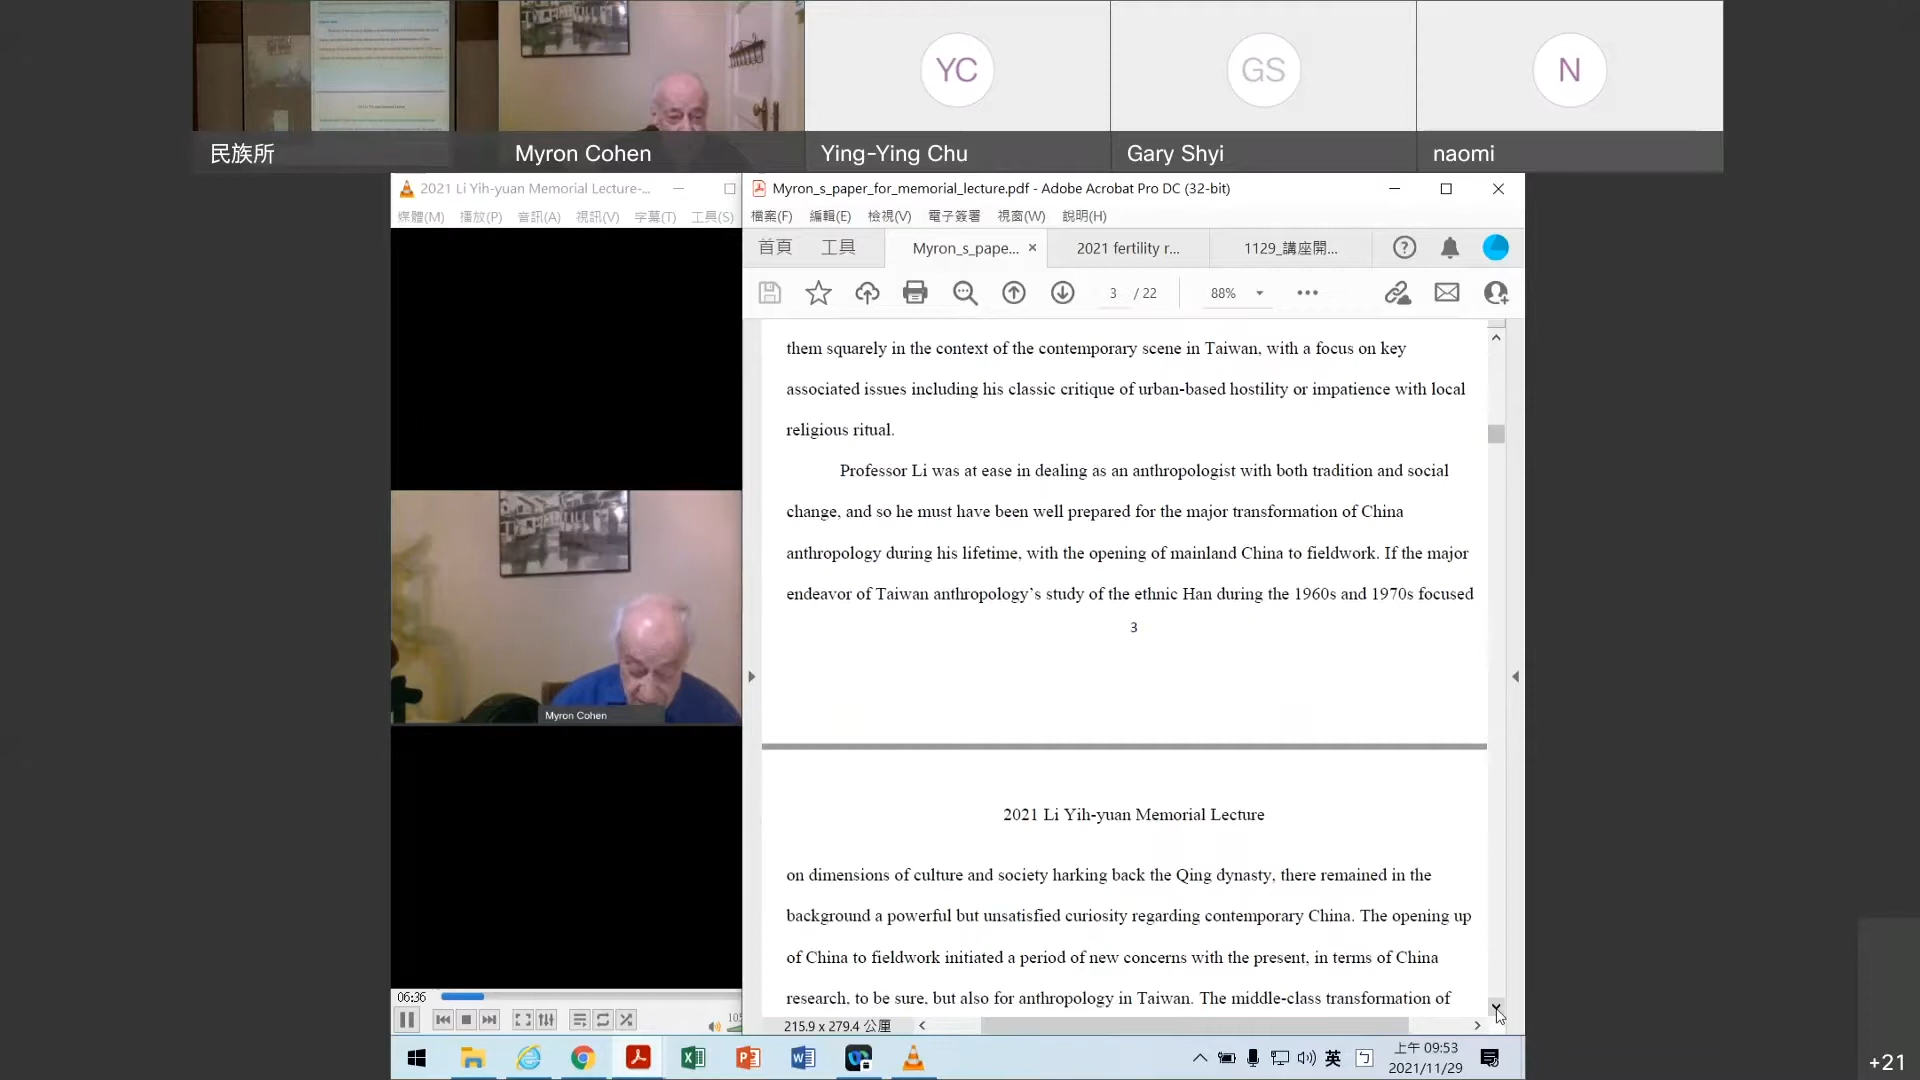 YC
GS
N
民族所
Myron Cohen
Ying-Ying Chu
Gary Shyi
naomi
2021 Li Yih-yuan Memorial Lecture-...
媒體(M) 播放(P) 音訊(A) 視訊(V) 字幕(T) 工具(S)
Myron_s_paper_for_memorial_lecture.pdf - Adobe Acrobat Pro DC (32-bit)
檔案(F) 編輯(E) 檢視(V) 電子簽署 視窗(W) 說明(H)
首頁 工具 Myron_s_pape... × 2021 fertility r... 1129_講座開...
3 / 22 88%
them squarely in the context of the contemporary scene in Taiwan, with a focus on key
associated issues including his classic critique of urban-based hostility or impatience with local
religious ritual.
Professor Li was at ease in dealing as an anthropologist with both tradition and social
change, and so he must have been well prepared for the major transformation of China
anthropology during his lifetime, with the opening of mainland China to fieldwork. If the major
endeavor of Taiwan anthropology’s study of the ethnic Han during the 1960s and 1970s focused
3
2021 Li Yih-yuan Memorial Lecture
on dimensions of culture and society harking back the Qing dynasty, there remained in the
background a powerful but unsatisfied curiosity regarding contemporary China. The opening up
of China to fieldwork initiated a period of new concerns with the present, in terms of China
research, to be sure, but also for anthropology in Taiwan. The middle-class transformation of
215.9 x 279.4 公厘
Myron Cohen
06:36
英
上午 09:53
2021/11/29
+21